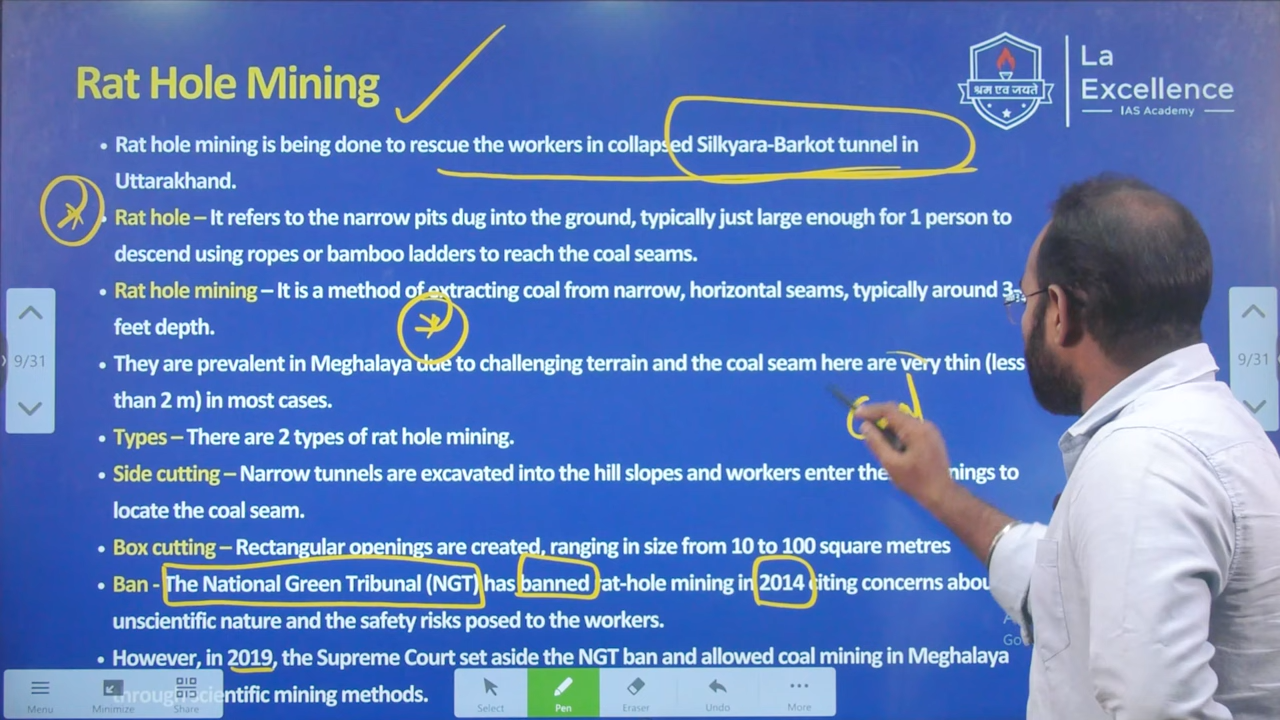 Rat Hole Mining
श्रम एव जयते
La
Excellence
IAS Academy
• Rat hole mining is being done to rescue the workers in collapsed Silkyara-Barkot tunnel in
Uttarakhand.
• Rat hole – It refers to the narrow pits dug into the ground, typically just large enough for 1 person to
descend using ropes or bamboo ladders to reach the coal seams.
• Rat hole mining – It is a method of extracting coal from narrow, horizontal seams, typically around 3-
feet depth.
• They are prevalent in Meghalaya due to challenging terrain and the coal seam here are very thin (less
than 2 m) in most cases.
• Types – There are 2 types of rat hole mining.
• Side cutting – Narrow tunnels are excavated into the hill slopes and workers enter the nings to
locate the coal seam.
• Box cutting – Rectangular openings are created, ranging in size from 10 to 100 square metres
• Ban - The National Green Tribunal (NGT) has banned rat-hole mining in 2014 citing concerns abou
unscientific nature and the safety risks posed to the workers.
• However, in 2019, the Supreme Court set aside the NGT ban and allowed coal mining in Meghalaya
through scientific mining methods.
9/31
9/31
Menu
Minimize
Share
Select
Pen
Eraser
Undo
More